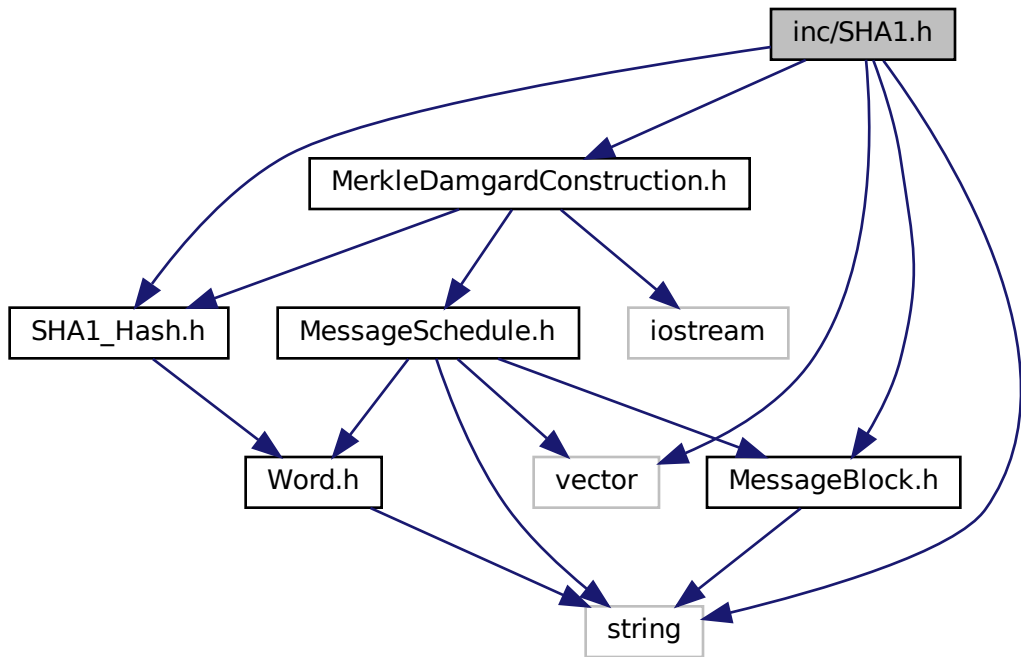 inc/SHA1.h
MerkleDamgardConstruction.h
SHA1_Hash.h
MessageSchedule.h
iostream
Word.h
vector
MessageBlock.h
string